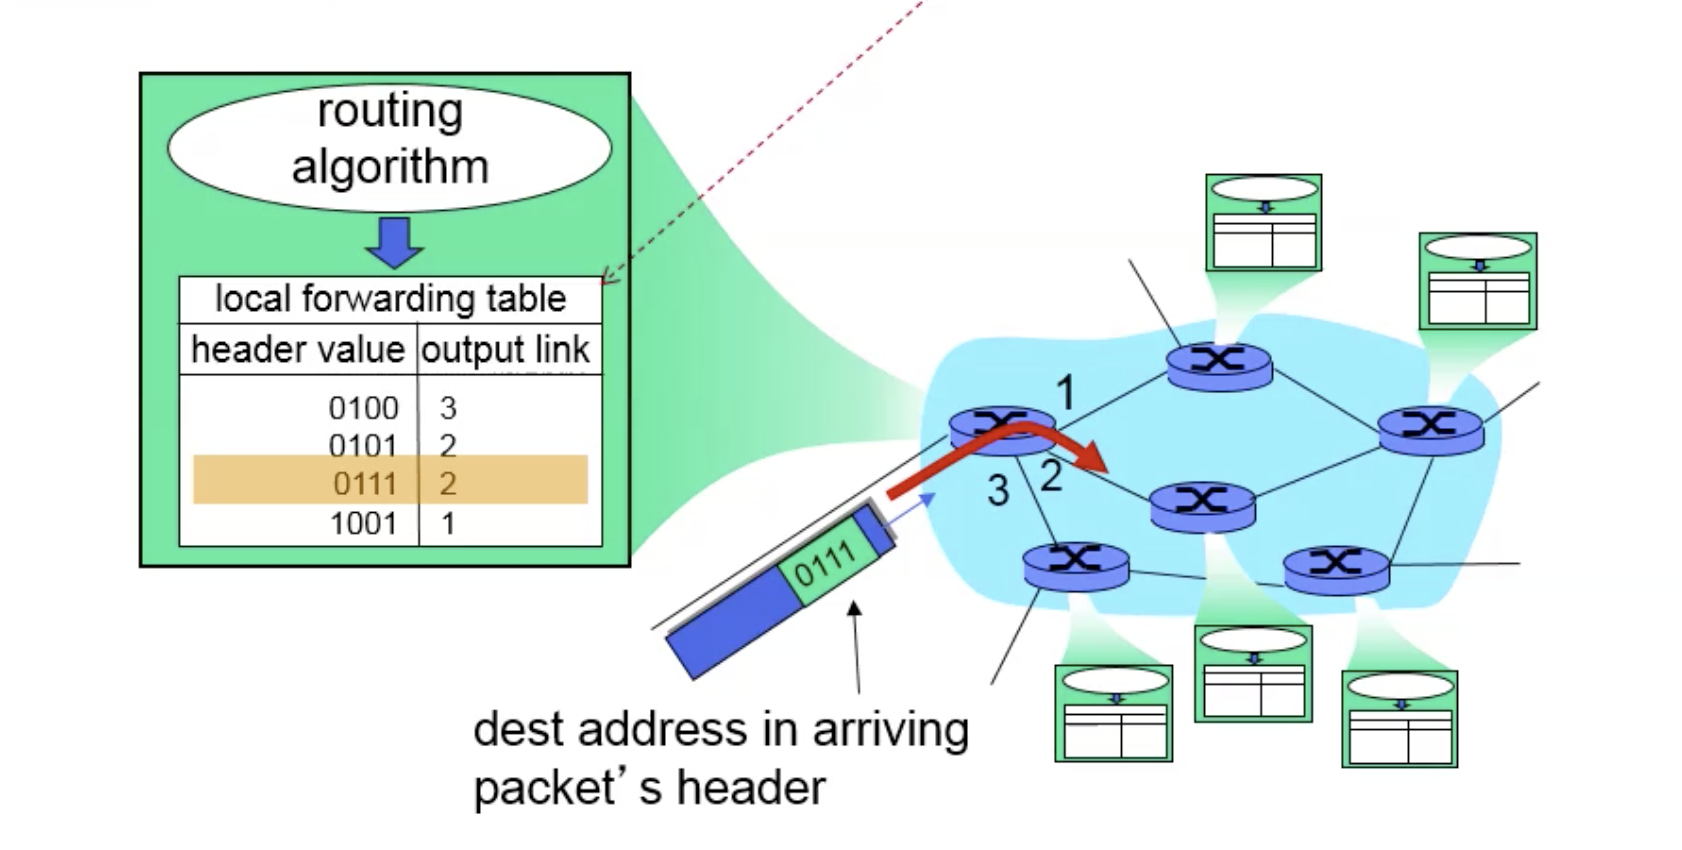 routing
algorithm
local forwarding table
header value output link
0100 3
0101 2
0111 2
1001 1
1
2
3
0111
dest address in arriving
packet’ s header